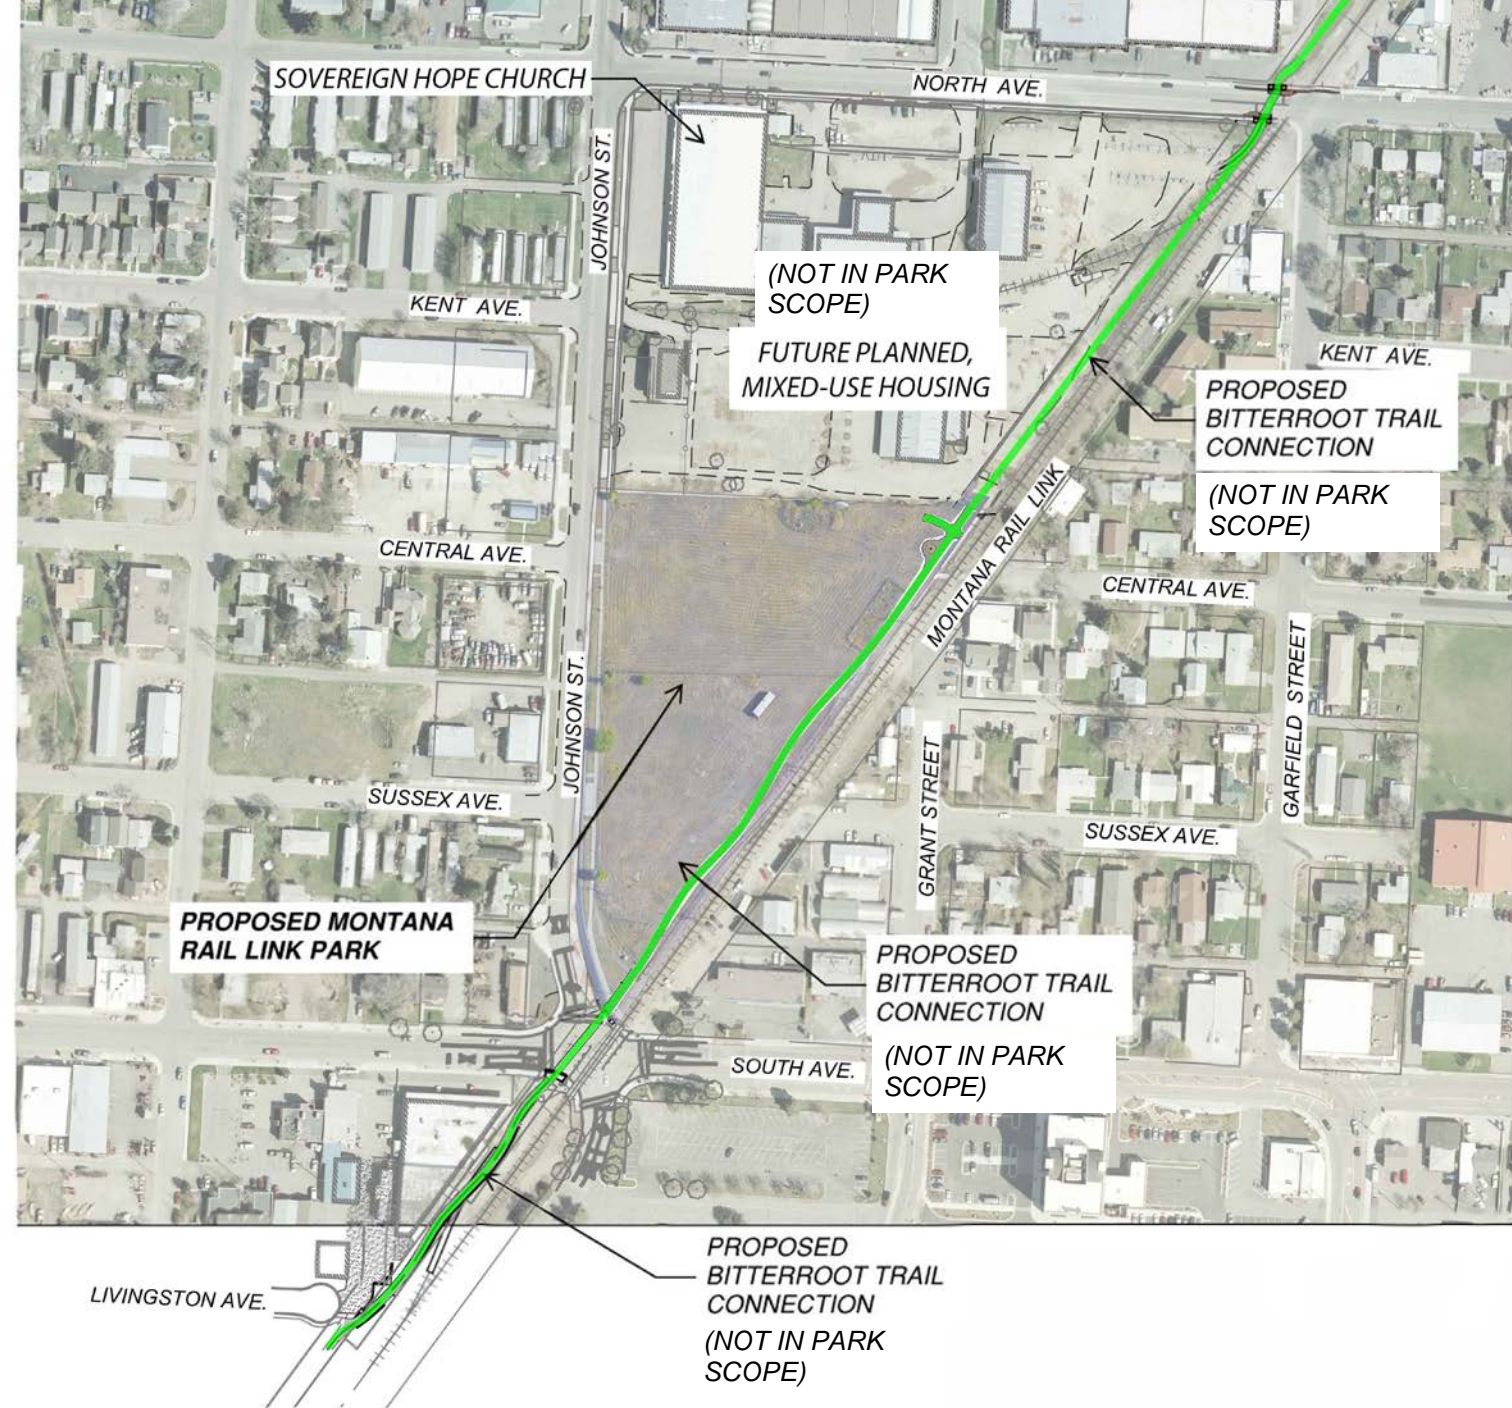 SOVEREIGN HOPE CHURCH
NORTH AVE.
JOHNSON ST.
(NOT IN PARK
SCOPE)
KENT AVE.
FUTURE PLANNED,
MIXED-USE HOUSING
KENT AVE.
PROPOSED
BITTERROOT TRAIL
CONNECTION
(NOT IN PARK
SCOPE)
MONTANA RAIL LINK
CENTRAL AVE.
CENTRAL AVE.
JOHNSON ST.
GARFIELD STREET
GRANT STREET
SUSSEX AVE.
SUSSEX AVE.
PROPOSED MONTANA
RAIL LINK PARK
PROPOSED
BITTERROOT TRAIL
CONNECTION
(NOT IN PARK
SCOPE)
SOUTH AVE.
PROPOSED
BITTERROOT TRAIL
CONNECTION
(NOT IN PARK
SCOPE)
LIVINGSTON AVE.